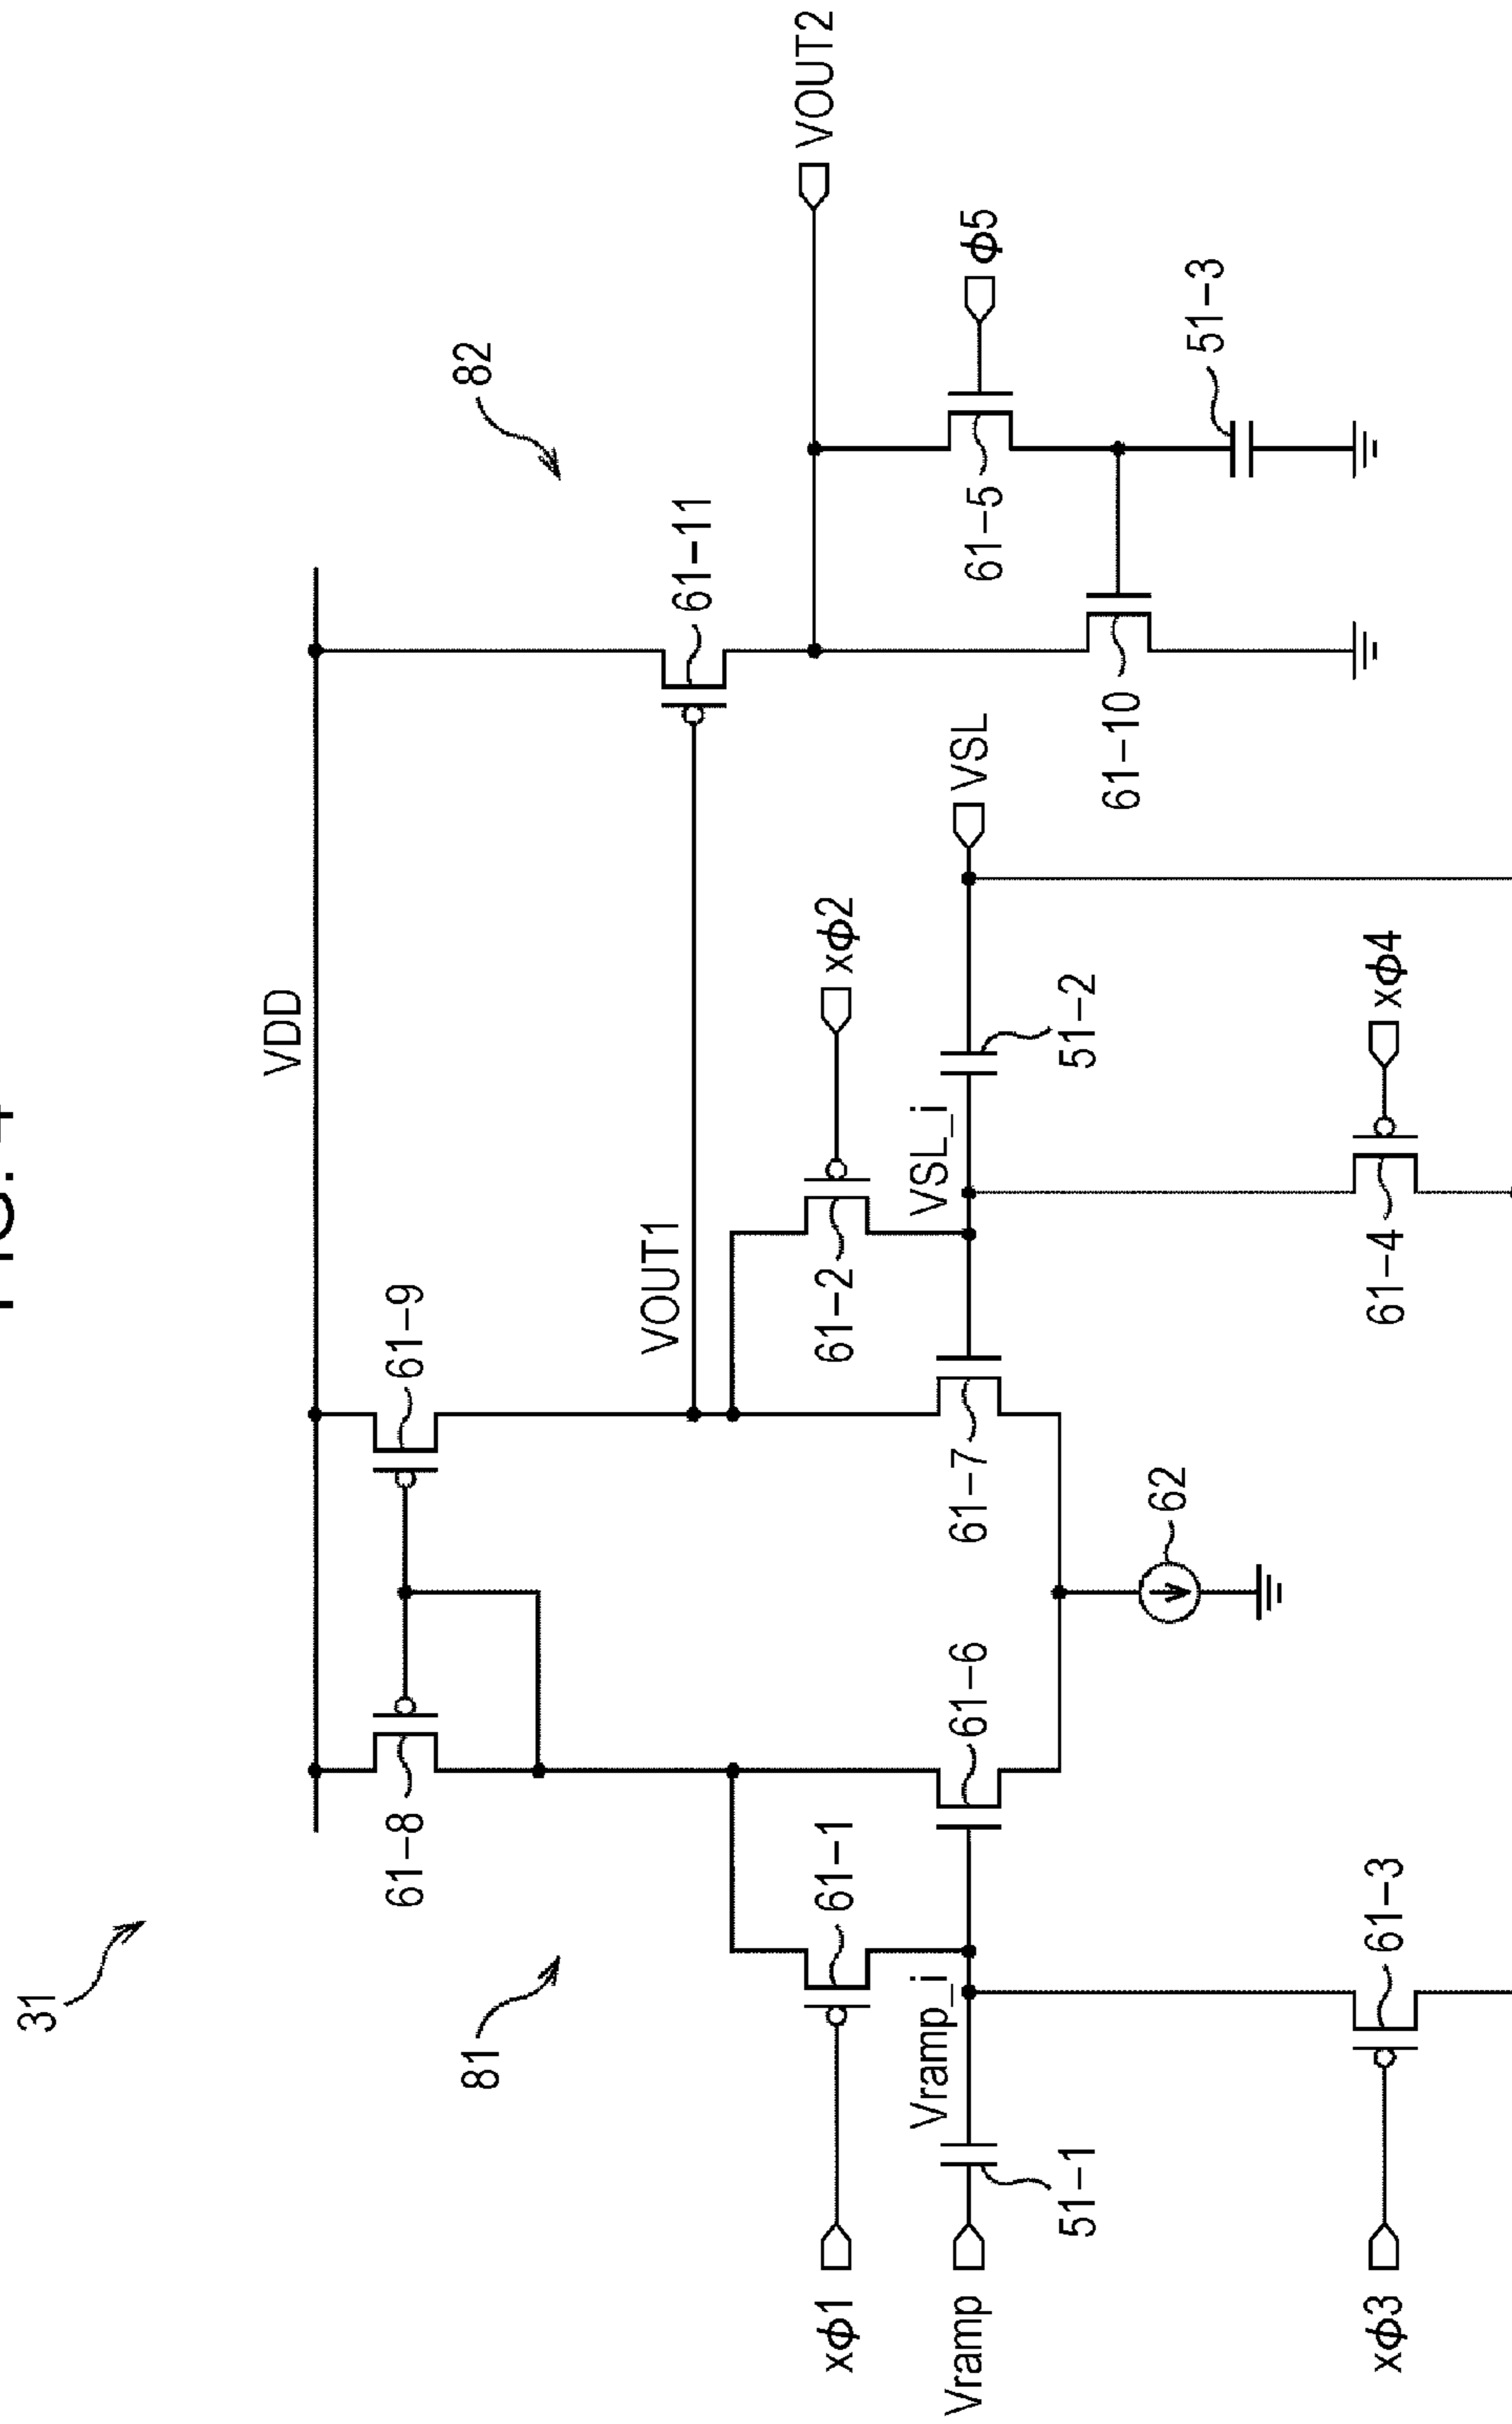 31
VDD
82
61-8
61-9
81
61-11
VOUT1
VOUT2
xϕ1
61-1
61-2
xϕ2
Vramp
Vramp_i
61-6
61-7
VSL_i
VSL
61-5
ϕ5
51-1
51-2
62
61-10
51-3
xϕ3
61-3
61-4
xϕ4